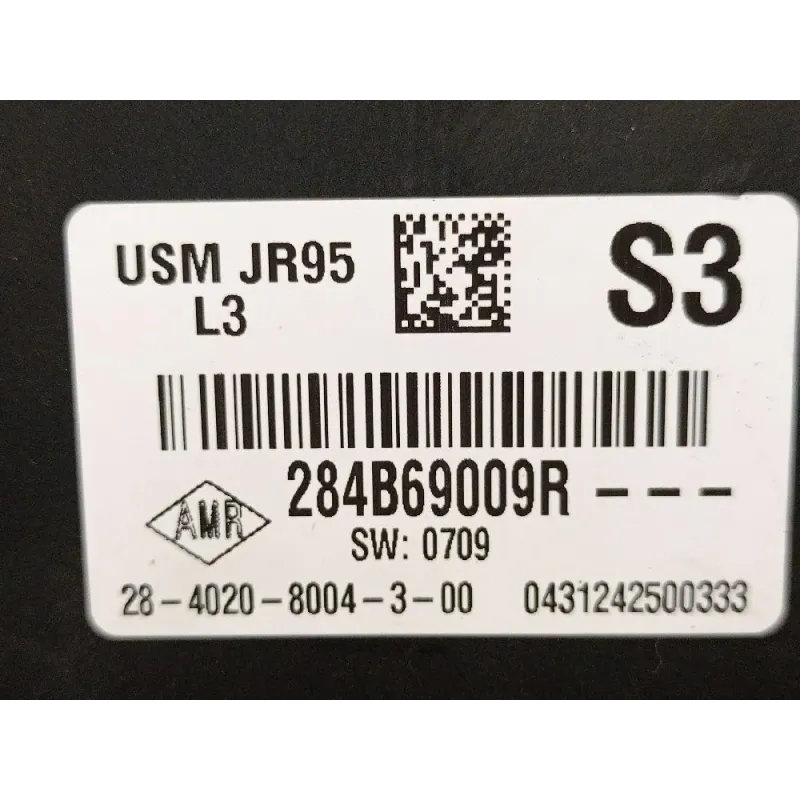 USM JR95
L3
S3
284B69009R - - -
AMR
SW: 0709
28-4020-8004-3-00 0431242500333